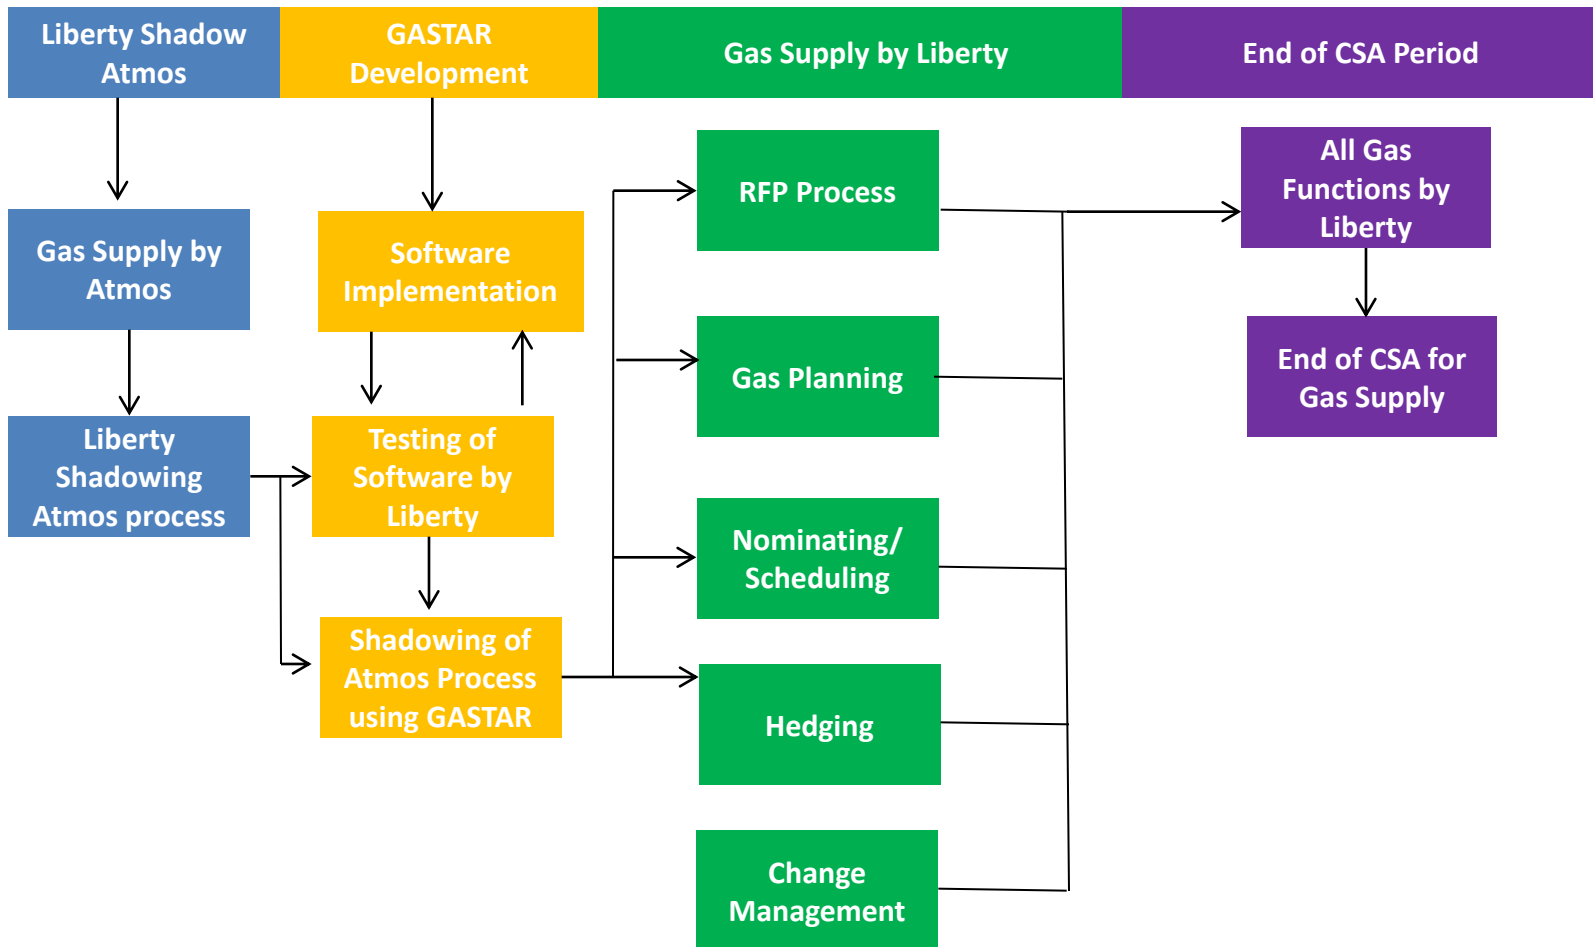 Liberty Shadow
Atmos
GASTAR
Development
Gas Supply by Liberty
End of CSA Period
Gas Supply by
Atmos
Liberty
Shadowing
Atmos process
Software
Implementation
Testing of
Software by
Liberty
Shadowing of
Atmos Process
using GASTAR
RFP Process
Gas Planning
Nominating/
Scheduling
Hedging
Change
Management
All Gas
Functions by
Liberty
End of CSA for
Gas Supply